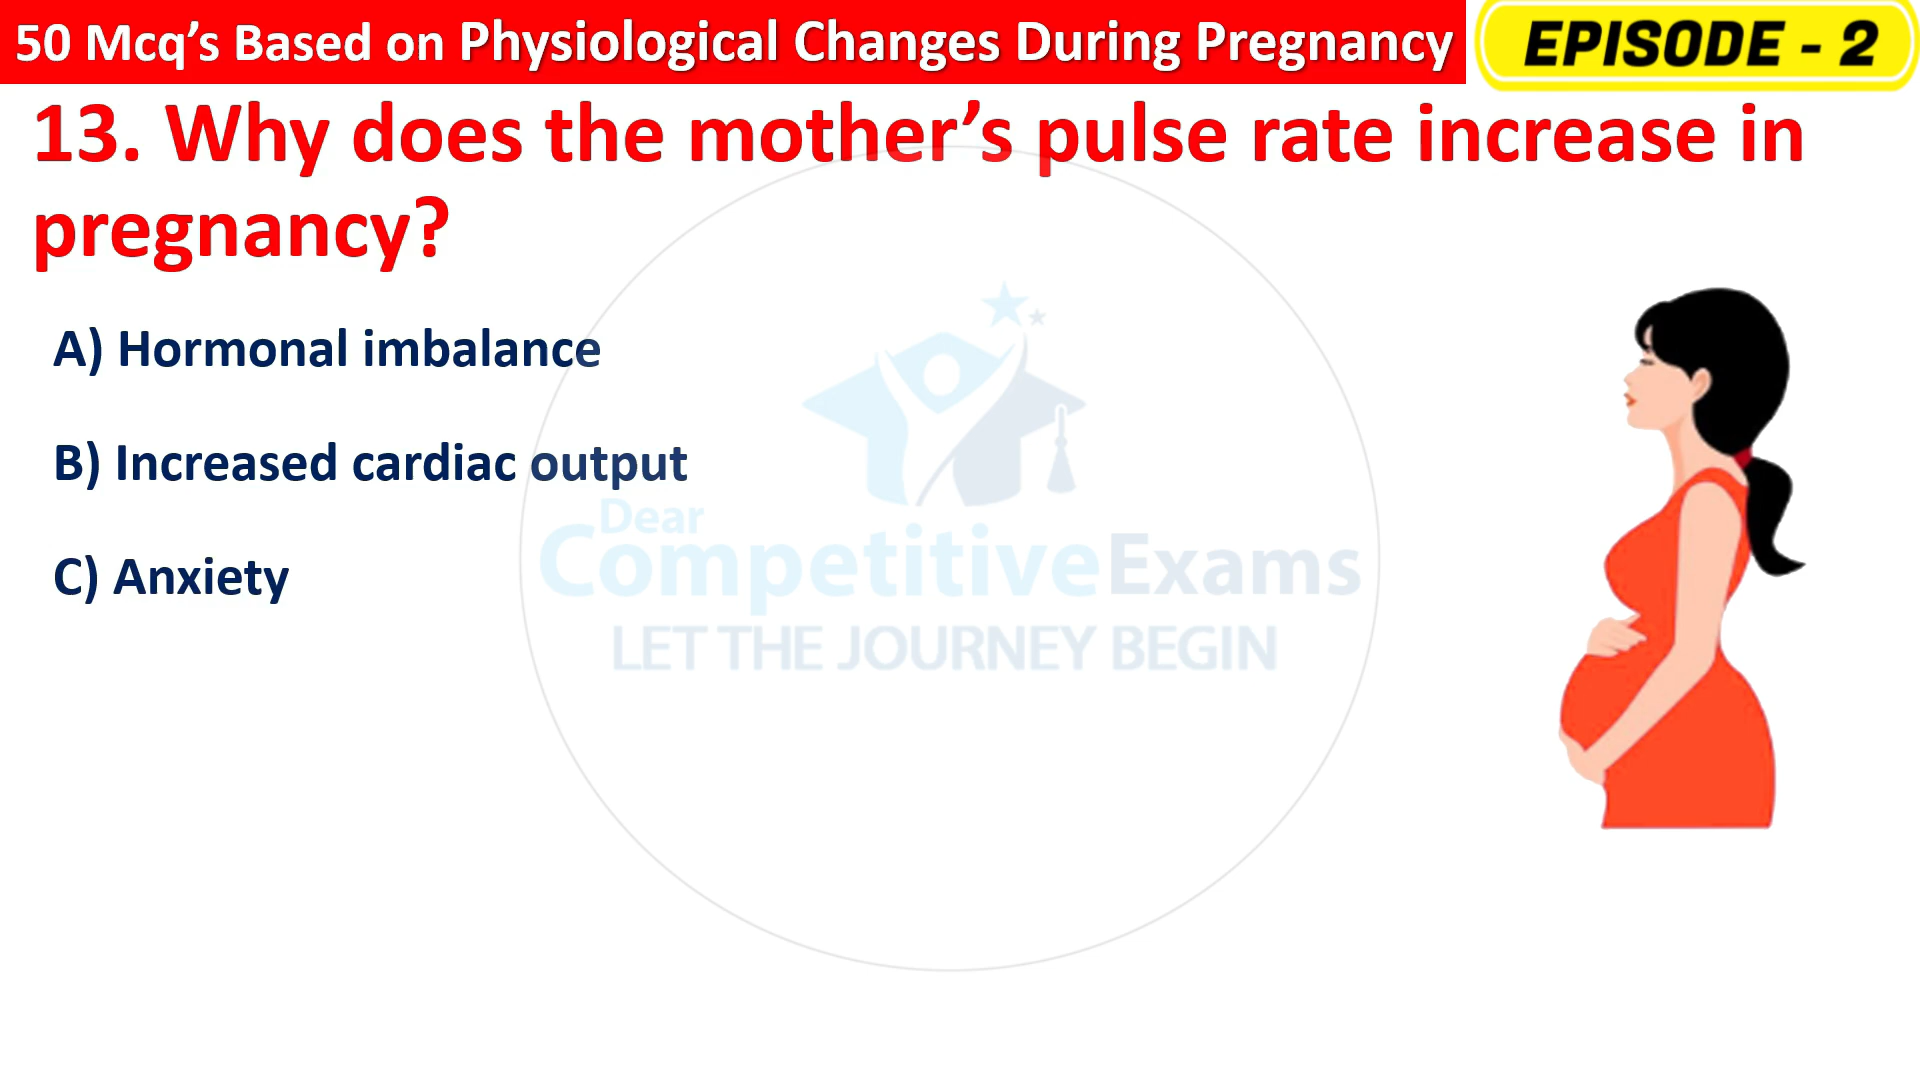 50 Mcq’s Based on Physiological Changes During Pregnancy
EPISODE - 2
13. Why does the mother’s pulse rate increase in
pregnancy?
A) Hormonal imbalance
B) Increased cardiac output
C) Anxiety
Dear
CompetitiveExams
LET THE JOURNEY BEGIN